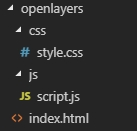 openlayers
css
# style.css
js
JS script.js
<> index.html